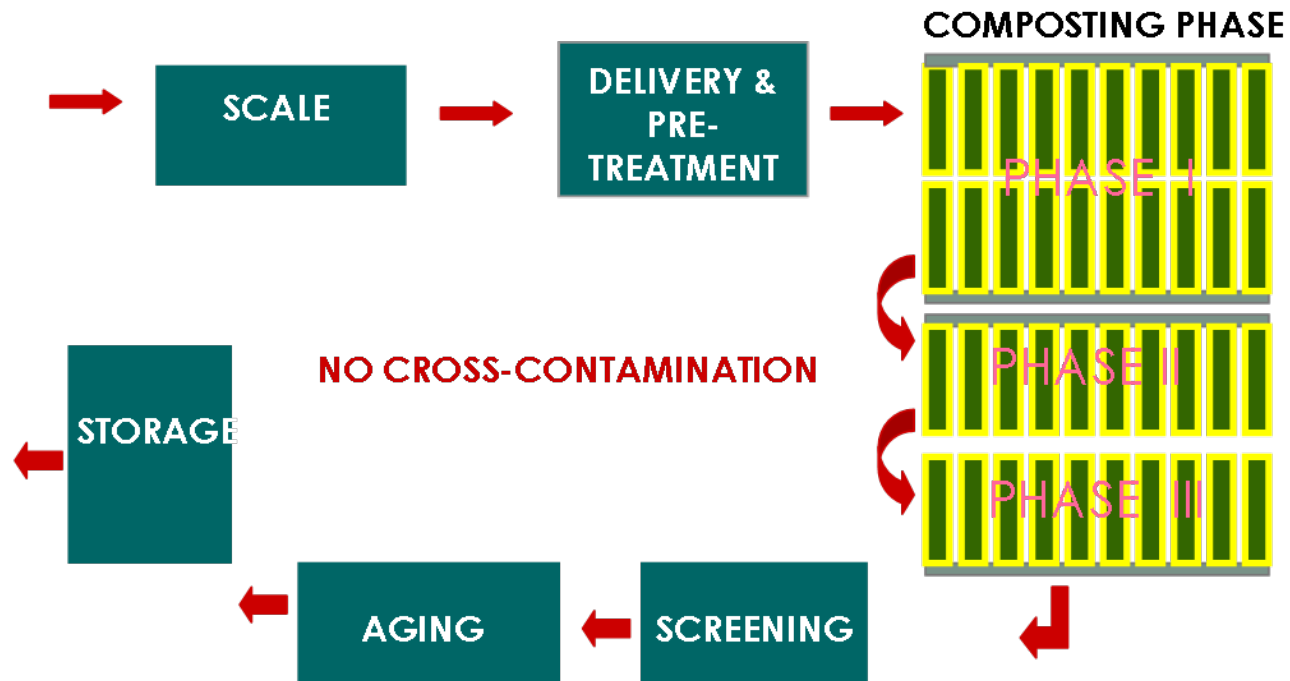 COMPOSTING PHASE
SCALE
DELIVERY &
PRE-
TREATMENT
PHASE I
PHASE II
PHASE III
NO CROSS-CONTAMINATION
STORAGE
AGING
SCREENING